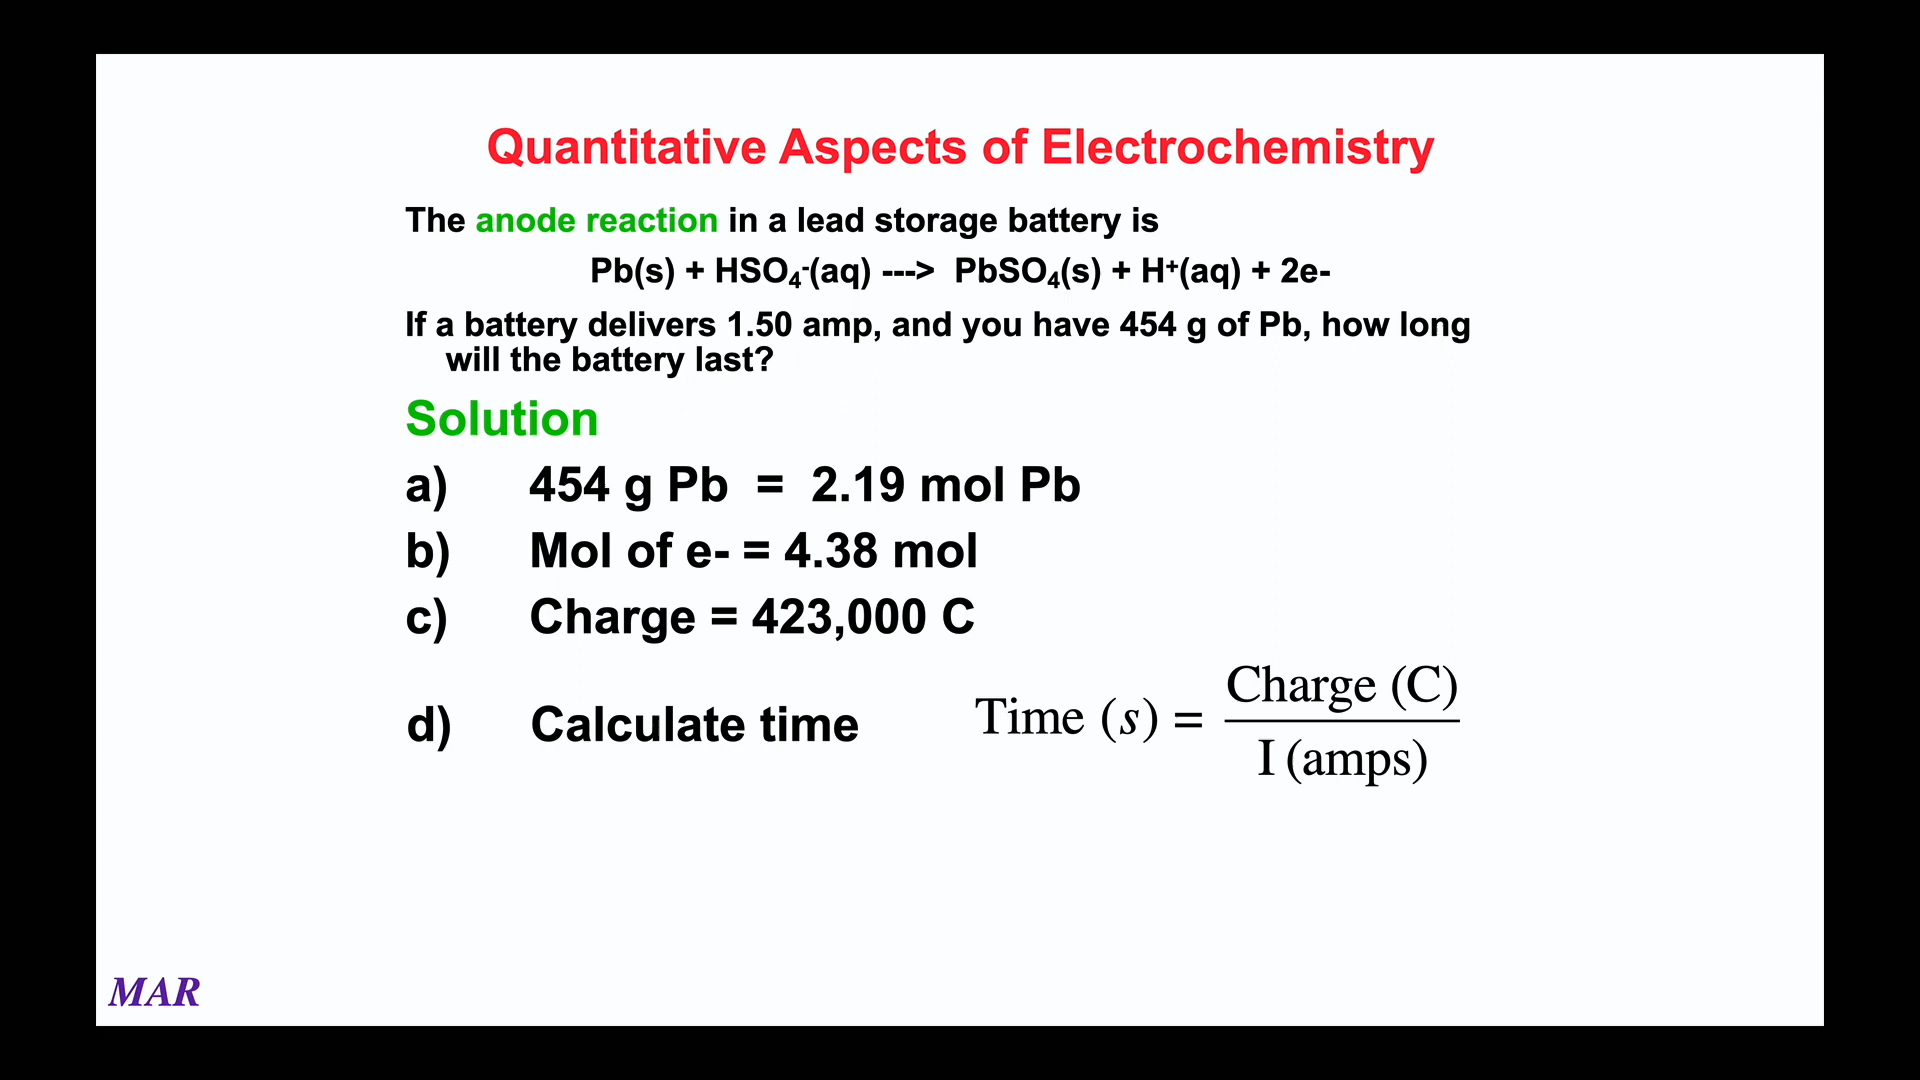 Quantitative Aspects of Electrochemistry
The anode reaction in a lead storage battery is
Pb(s) + HSO₄⁻(aq) ---> PbSO₄(s) + H⁺(aq) + 2e-
If a battery delivers 1.50 amp, and you have 454 g of Pb, how long
will the battery last?
Solution
a) 454 g Pb = 2.19 mol Pb
b) Mol of e- = 4.38 mol
c) Charge = 423,000 C
d) Calculate time Time (s) = Charge (C) / I (amps)
MAR